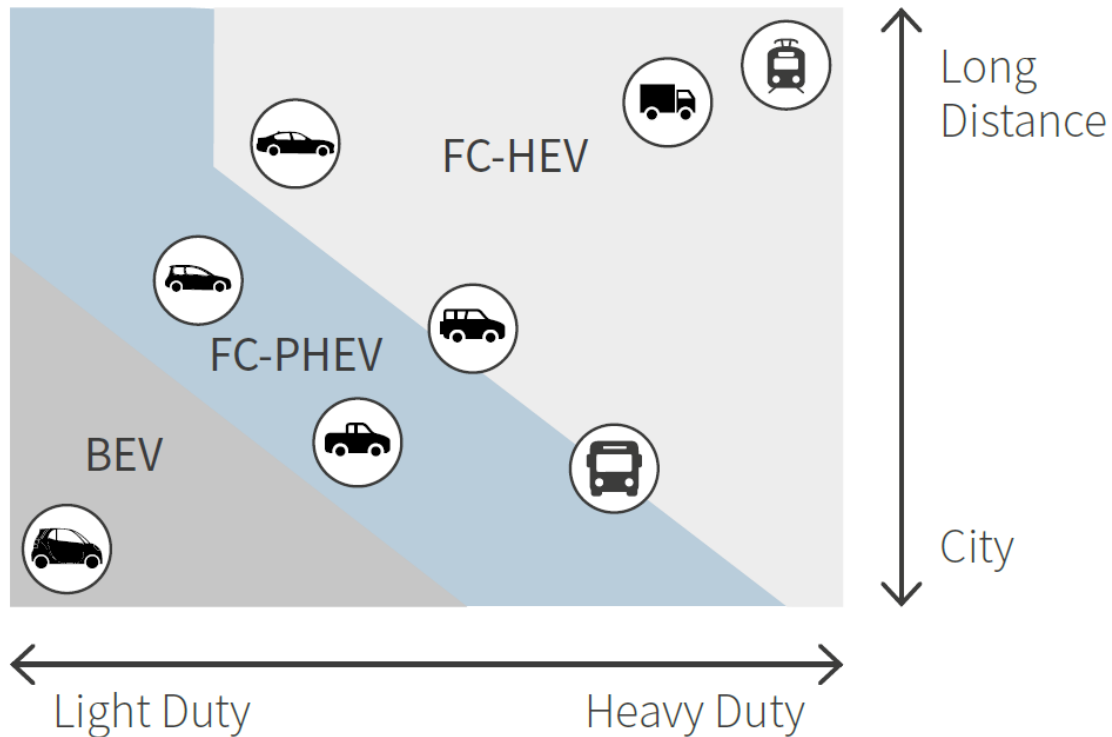 Long
Distance
FC-HEV
FC-PHEV
BEV
City
Light Duty
Heavy Duty